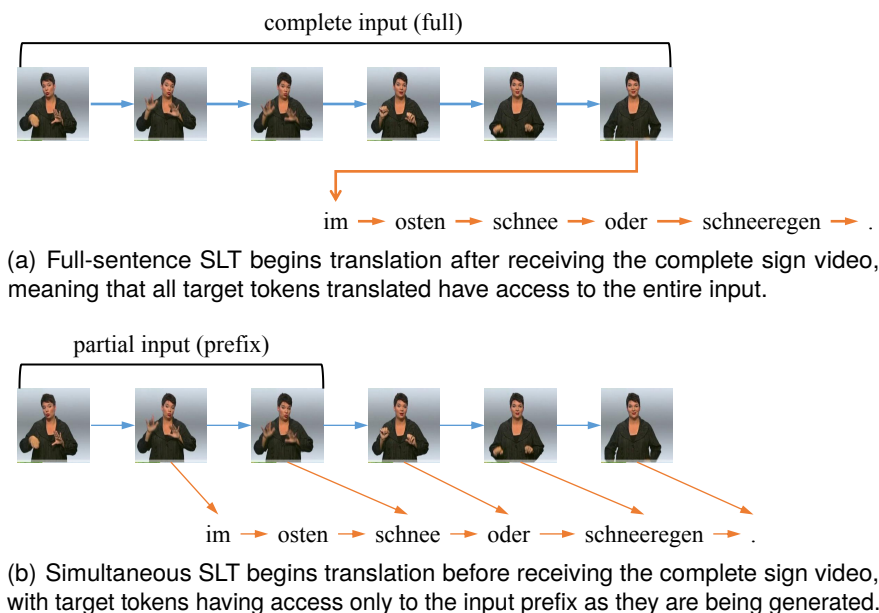 complete input (full)
im osten schnee oder schneeregen .
(a) Full-sentence SLT begins translation after receiving the complete sign video,
meaning that all target tokens translated have access to the entire input.
partial input (prefix)
im osten schnee oder schneeregen .
(b) Simultaneous SLT begins translation before receiving the complete sign video,
with target tokens having access only to the input prefix as they are being generated.